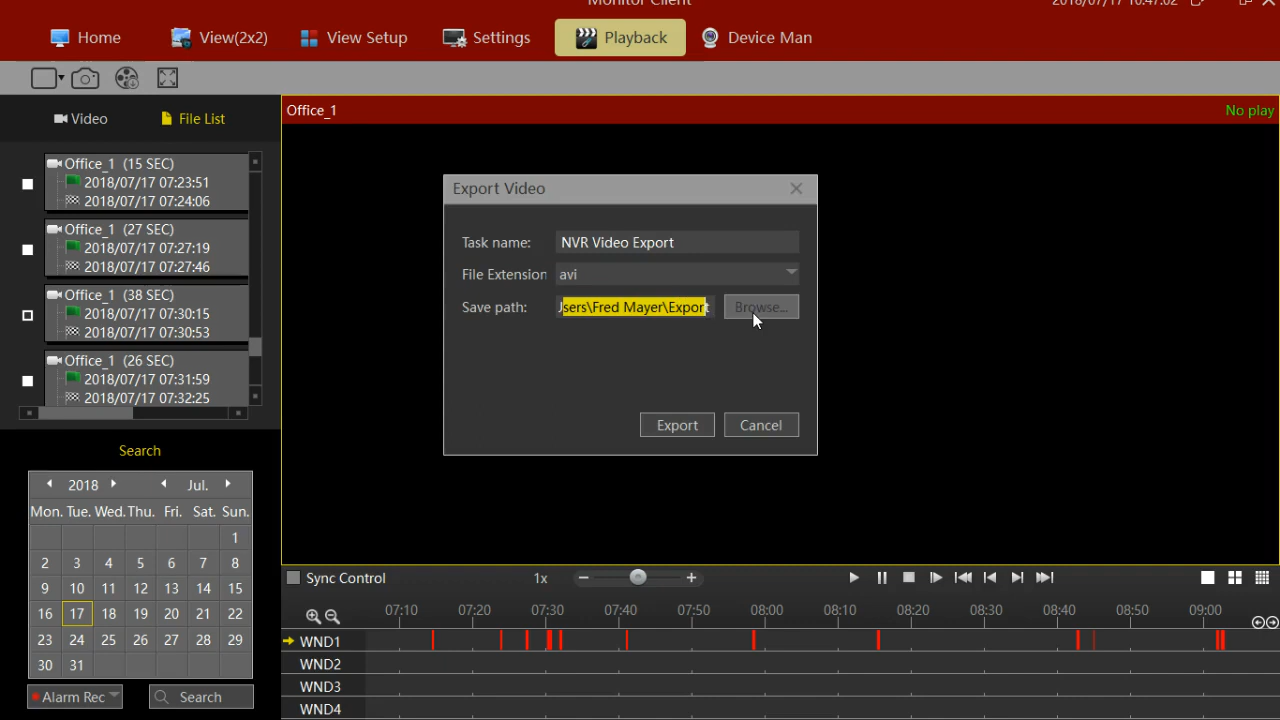 Monitor Client 2018/07/17 10:47:02
Home View(2x2) View Setup Settings Playback Device Man
Video File List
Office_1 No play
Office_1 (15 SEC)
2018/07/17 07:23:51
2018/07/17 07:24:06
Office_1 (27 SEC)
2018/07/17 07:27:19
2018/07/17 07:27:46
Office_1 (38 SEC)
2018/07/17 07:30:15
2018/07/17 07:30:53
Office_1 (26 SEC)
2018/07/17 07:31:59
2018/07/17 07:32:25
Export Video
Task name: NVR Video Export
File Extension avi
Save path: Jsers\Fred Mayer\Export Browse...
Export Cancel
Search
2018 Jul.
Mon. Tue. Wed. Thu. Fri. Sat. Sun.
1
2 3 4 5 6 7 8
9 10 11 12 13 14 15
16 17 18 19 20 21 22
23 24 25 26 27 28 29
30 31
Alarm Rec Search
Sync Control 1x
07:10 07:20 07:30 07:40 07:50 08:00 08:10 08:20 08:30 08:40 08:50 09:00
WND1
WND2
WND3
WND4